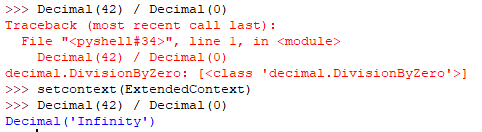 >>> Decimal(42) / Decimal(0)
Traceback (most recent call last):
  File "<pyshell#34>", line 1, in <module>
    Decimal(42) / Decimal(0)
decimal.DivisionByZero: [<class 'decimal.DivisionByZero'>]
>>> setcontext(ExtendedContext)
>>> Decimal(42) / Decimal(0)
Decimal('Infinity')